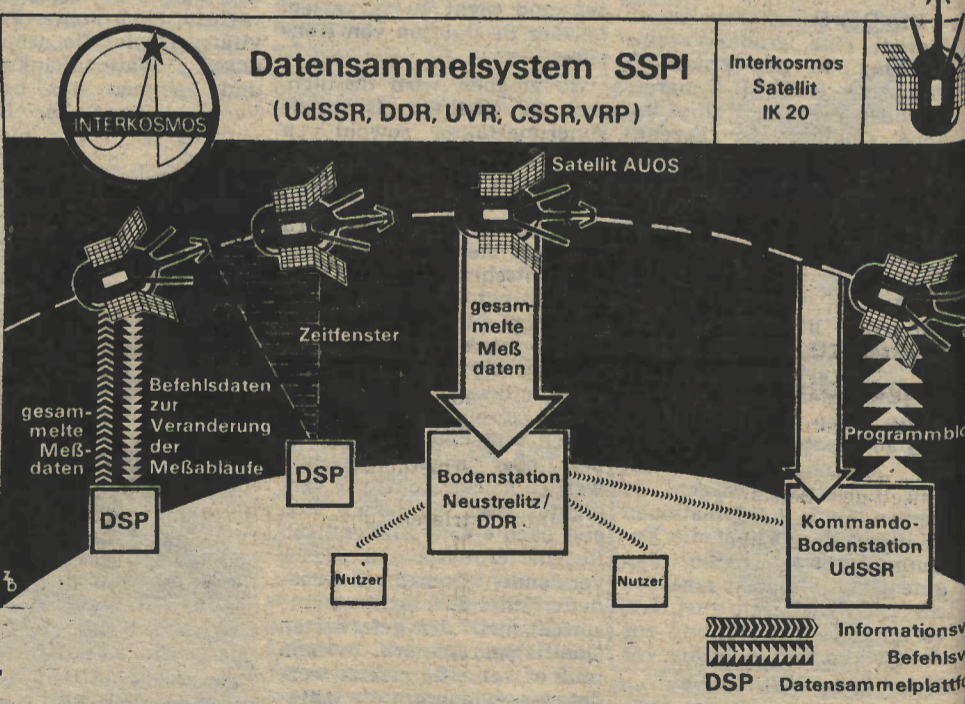 Datensammelsystem SSPI
(UdSSR, DDR, UVR, CSSR, VRP)
Interkosmos
Satellit
IK 20
INTERKOSMOS
Satellit AUOS
gesam-
melte
Meß-
daten
Befehlsdaten
zur
Veranderung
der
Meßabläufe
Zeitfenster
gesam-
melte
Meß
daten
DSP
DSP
Bodenstation
Neustrelitz/
DDR
Nutzer
Nutzer
Kommando-
Bodenstation
UdSSR
Informations
Befehls
DSP Datensammelplatt